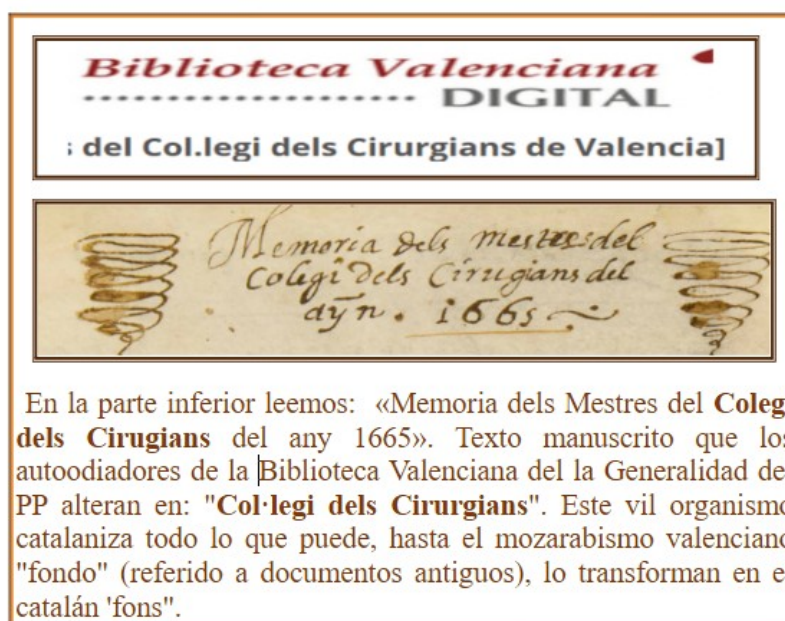 Biblioteca Valenciana
DIGITAL
s del Col.legi dels Cirurgians de Valencia]
Memoria dels mestres del
Colegi dels Cirugians del
aÿn. 1665
En la parte inferior leemos: «Memoria dels Mestres del Coleg
dels Cirugians del any 1665». Texto manuscrito que los
autoodiadores de la Biblioteca Valenciana del la Generalidad de
PP alteran en: "Col·legi dels Cirurgians". Este vil organismo
catalaniza todo lo que puede, hasta el mozarabismo valenciano
"fondo" (referido a documentos antiguos), lo transforman en e
catalán 'fons".